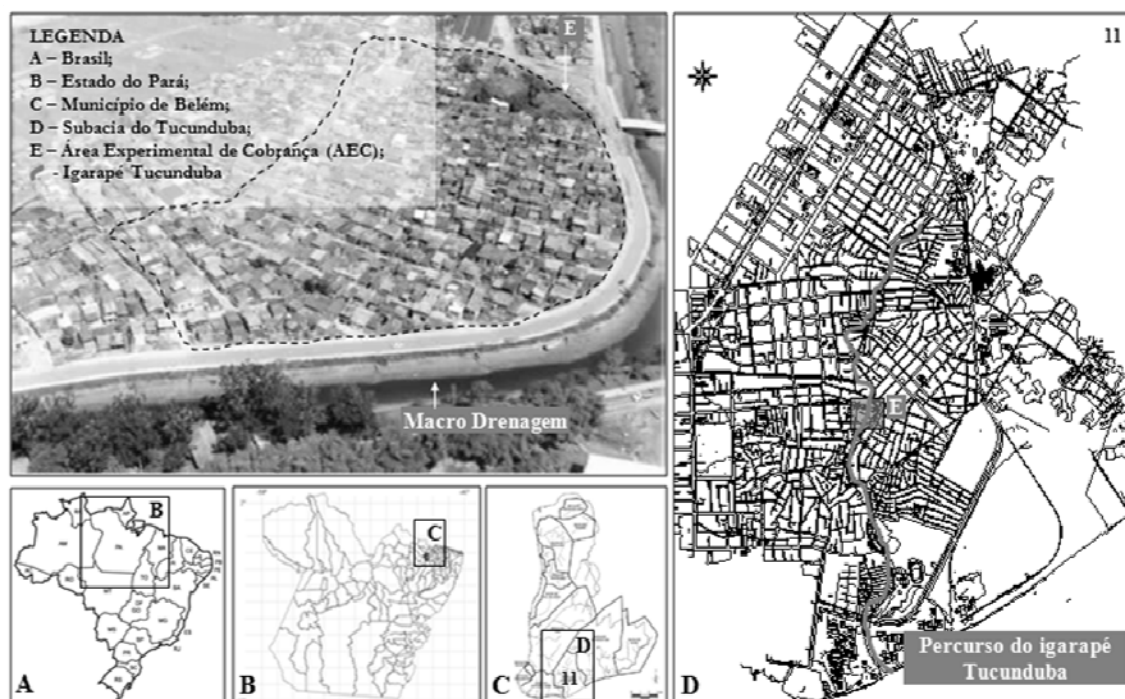 LEGENDA
A – Brasil;
B – Estado do Pará;
C – Município de Belém;
D – Subacia do Tucunduba;
E – Área Experimental de Cobrança (AEC);
- Igarapé Tucunduba
E
Macro Drenagem
11
E
Percurso do igarapé
Tucunduba
D
B
A
C
B
D
11
C